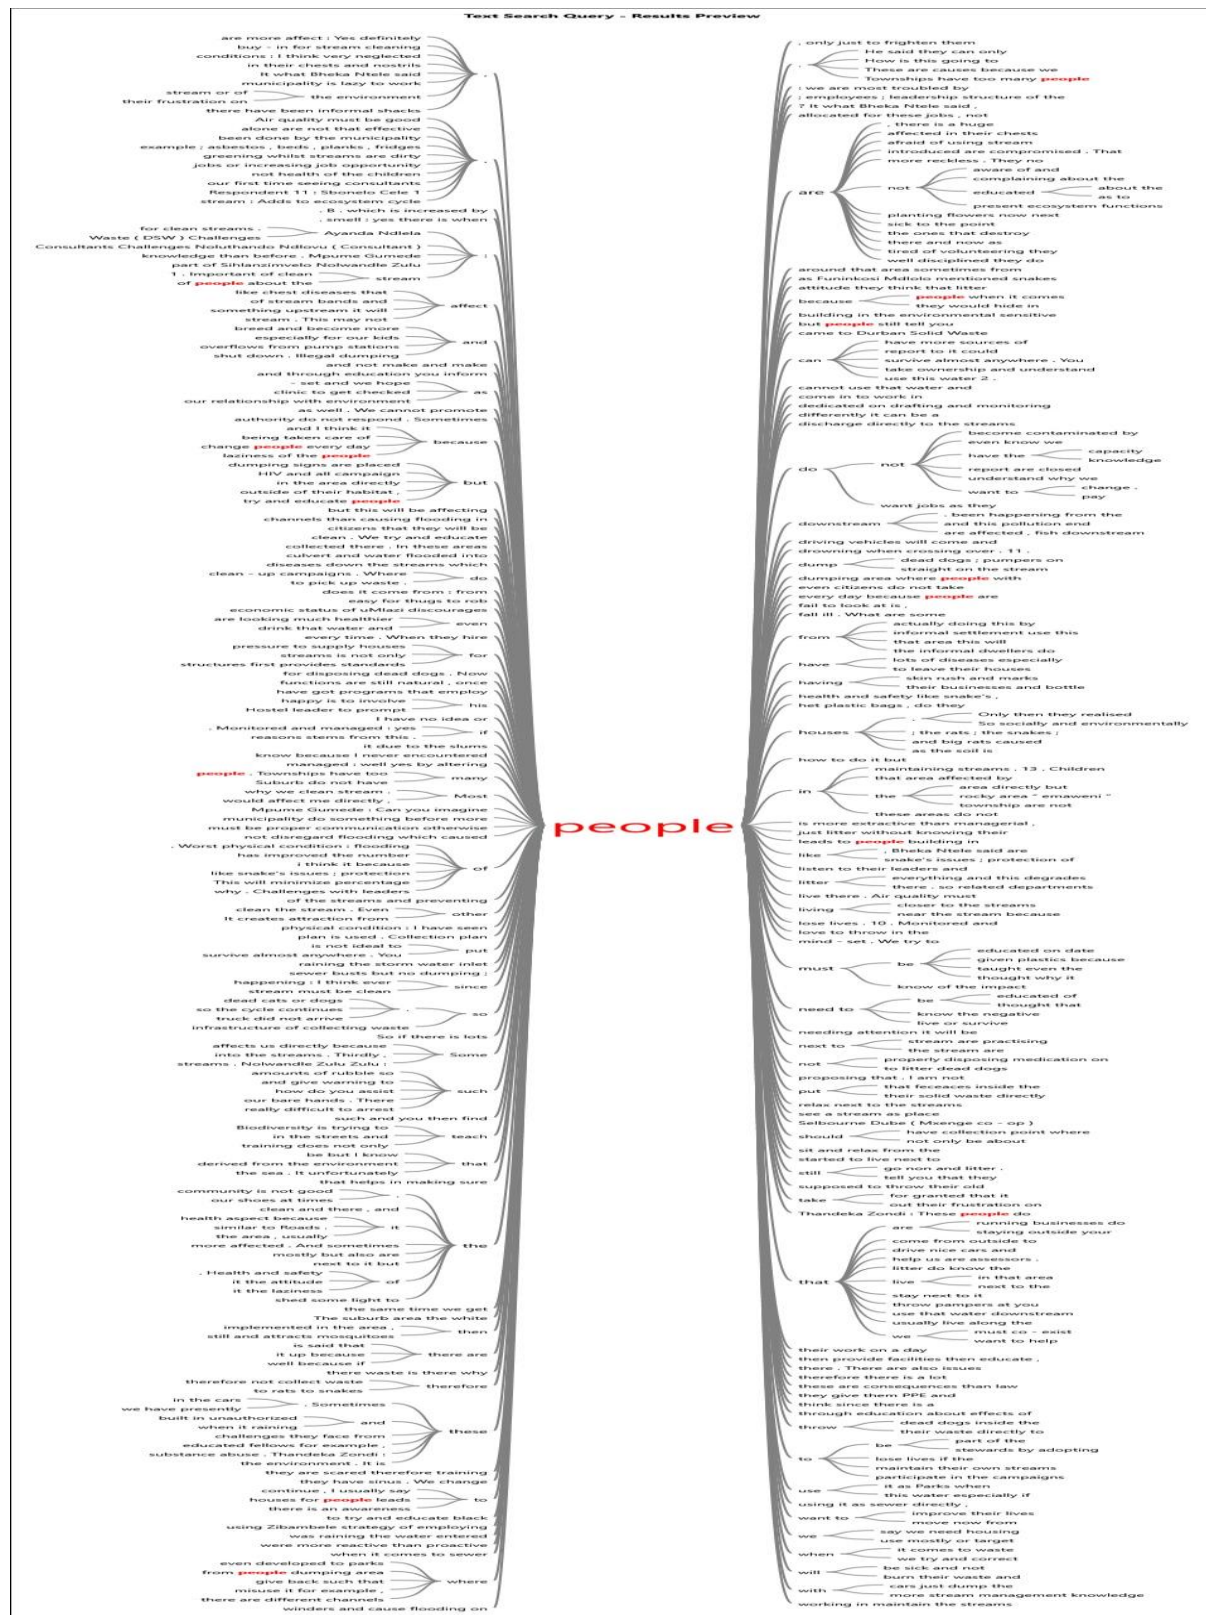 Text Search Query - Results Preview
are more affect : Yes definitely
buy - in for stream cleaning
conditions : I think very neglected
in their chests and nostrils
It what Bheka Ntele said
municipality is lazy to work
stream or of
their frustration on
the environment
,
there have been informal shacks
Air quality must be good
alone are not that effective
been done by the municipality
example ; asbestos , beds , planks , fridges
greening whilst streams are dirty
jobs or increasing job opportunity
not health of the children
our first time seeing consultants
Respondent 11 : Sbonelo Cele 1
stream : Adds to ecosystem cycle
.
. 8 . which is increased by
. smell : yes there is when
for clean streams .
Waste ( DSW ) Challenges
Ayanda Ndlela
Consultants Challenges Noluthando Ndlovu ( Consultant )
knowledge than before . Mpume Gumede
part of Sihlanzimvelo Nolwandle Zulu
1 . Important of clean
of people about the
stream
:
like chest diseases that
of stream bands and
something upstream it will
stream . This may not
affect
breed and become more
especially for our kids
overflows from pump stations
shut down . Illegal dumping
and
and not make and make
and through education you inform
- set and we hope
clinic to get checked
our relationship with environment
as
as well . We cannot promote
authority do not respond . Sometimes
and I think it
being taken care of
change people every day
laziness of the people
because
dumping signs are placed
HIV and all campaign
in the area directly
outside of their habitat ,
try and educate people
but
but this will be affecting
channels than causing flooding in
citizens that they will be
clean . We try and educate
collected there . In these areas
culvert and water flooded into
diseases down the streams which
clean - up campaigns . Where
to pick up waste .
do
does it come from ; from
easy for thugs to rob
economic status of uMlazi discourages
are looking much healthier
drink that water and
even
every time . When they hire
pressure to supply houses
streams is not only
structures first provides standards
for
for disposing dead dogs . Now
functions are still natural , once
have got programs that employ
happy is to involve
Hostel leader to prompt
his
I have no idea or
. Monitored and managed : yes
reasons stems from this .
if
it due to the slums
know because I never encountered
managed : well yes by altering
people . Townships have too
Suburb do not have
many
why we clean stream .
would affect me directly ,
Most
Mpume Gumede : Can you imagine
municipality do something before more
must be proper communication otherwise
not disregard flooding which caused
. Worst physical condition : flooding
has improved the number
i think it because
like snake's issues ; protection
This will minimize percentage
why . Challenges with leaders
of
of the streams and preventing
clean the stream . Even
It creates attraction from
other
physical condition : I have seen
plan is used . Collection plan
is not ideal to
survive almost anywhere . You
put
raining the storm water inlet
sewer busts but no dumping ;
happening : I think ever
stream must be clean
since
dead cats or dogs
so the cycle continues
truck did not arrive
.
infrastructure of collecting waste
so
So if there is lots
affects us directly because
into the streams . Thirdly ,
streams . Nolwandle Zulu Zulu :
Some
amounts of rubble so
and give warning to
how do you assist
our bare hands . There
really difficult to arrest
such
such and you then find
Biodiversity is trying to
in the streets and
training does not only
teach
be but I know
derived from the environment
the sea . It unfortunately
that
that helps in making sure
community is not good
our shoes at times
.
clean and there , and
health aspect because
similar to Roads .
the area , usually
it
more affected . And sometimes
mostly but also are
next to it but
. Health and safety
it the attitude
it the laziness
of
shed some light to
the
the same time we get
The suburb area the white
implemented in the area ,
still and attracts mosquitoes
then
is said that
it up because
well because if
there are
there waste is there why
therefore not collect waste
to rats to snakes
therefore
in the cars
we have presently
. Sometimes
built in unauthorized
when it raining
and
challenges they face from
educated fellows for example ,
substance abuse . Thandeka Zondi :
the environment . It is
these
they are scared therefore training
they have sinus . We change
continue , I usually say
houses for people leads
there is an awareness
to
to try and educate black
using Zibambele strategy of employing
was raining the water entered
were more reactive than proactive
when it comes to sewer
even developed to parks
from people dumping area
give back such that
misuse it for example ,
there are different channels
where
winders and cause flooding on
people
, only just to frighten them
.
He said they can only
How is this going to
These are causes because we
Townships have too many people
: we are most troubled by
; employees ; leadership structure of the
? It what Bheka Ntele said ,
allocated for these jobs , not
are
, there is a huge
affected in their chests
afraid of using stream
introduced are compromised . That
more reckless . They no
not
aware of and
complaining about the
educated
about the
as to
present ecosystem functions
planting flowers now next
sick to the point
the ones that destroy
there and now as
tired of volunteering they
well disciplined they do
around that area sometimes from
as Funinkosi Mdlolo mentioned snakes
attitude they think that litter
because
people when it comes
they would hide in
building in the environmental sensitive
but people still tell you
came to Durban Solid Waste
can
have more sources of
report to it could
survive almost anywhere . You
take ownership and understand
use this water 2 .
cannot use that water and
come in to work in
dedicated on drafting and monitoring
differently it can be a
discharge directly to the streams
do
not
become contaminated by
even know we
have the
capacity
knowledge
report are closed
understand why we
want to
change .
pay
want jobs as they
downstream
. been happening from the
and this pollution end
are affected , fish downstream
driving vehicles will come and
drowning when crossing over . 11 .
dump
dead dogs ; pumpers on
straight on the stream
dumping area where people with
even citizens do not take
every day because people are
fail to look at is ,
fall ill . What are some
from
actually doing this by
informal settlement use this
that area this will
the informal dwellers do
have
lots of diseases especially
to leave their houses
having
skin rush and marks
their businesses and bottle
health and safety like snake's ,
het plastic bags , do they
houses
.
Only then they realised
So socially and environmentally
; the rats ; the snakes ;
and big rats caused
as the soil is
how to do it but
in
maintaining streams . 13 . Children
that area affected by
the
area directly but
rocky area " emaweni "
township are not
these areas do not
is more extractive than managerial ,
just litter without knowing their
leads to people building in
like
, Bheka Ntele said are
snake's issues ; protection of
listen to their leaders and
litter
everything and this degrades
there . so related departments
live there . Air quality must
living
closer to the streams
near the stream because
lose lives . 10 . Monitored and
love to throw in the
mind - set . We try to
must
be
educated on date
given plastics because
taught even the
thought why it
know of the impact
need to
be
educated of
thought that
know the negative
live or survive
needing attention it will be
next to
stream are practising
the stream are
not
properly disposing medication on
to litter dead dogs
proposing that . I am not
put
that feceaces inside the
their solid waste directly
relax next to the streams
see a stream as place
Selbourne Dube ( Mxenge co - op )
should
have collection point where
not only be about
sit and relax from the
started to live next to
still
go non and litter .
tell you that they
supposed to throw their old
take
for granted that it
out their frustration on
Thandeka Zondi : These people do
that
are
running businesses do
staying outside your
come from outside to
drive nice cars and
help us are assessors .
litter do know the
live
in that area
next to the
stay next to it
throw pampers at you
use that water downstream
usually live along the
we
must co - exist
want to help
their work on a day
then provide facilities then educate ,
there . There are also issues
therefore there is a lot
these are consequences than law
they give them PPE and
think since there is a
through education about effects of
throw
dead dogs inside the
their waste directly to
to
be
part of the
stewards by adopting
lose lives if the
maintain their own streams
participate in the campaigns
use
it as Parks when
this water especially if
using it as sewer directly ,
want to
improve their lives
move now from
we
say we need housing
use mostly or target
when
it comes to waste
we try and correct
will
be sick and not
burn their waste and
with
cars just dump the
more stream management knowledge
working in maintain the streams